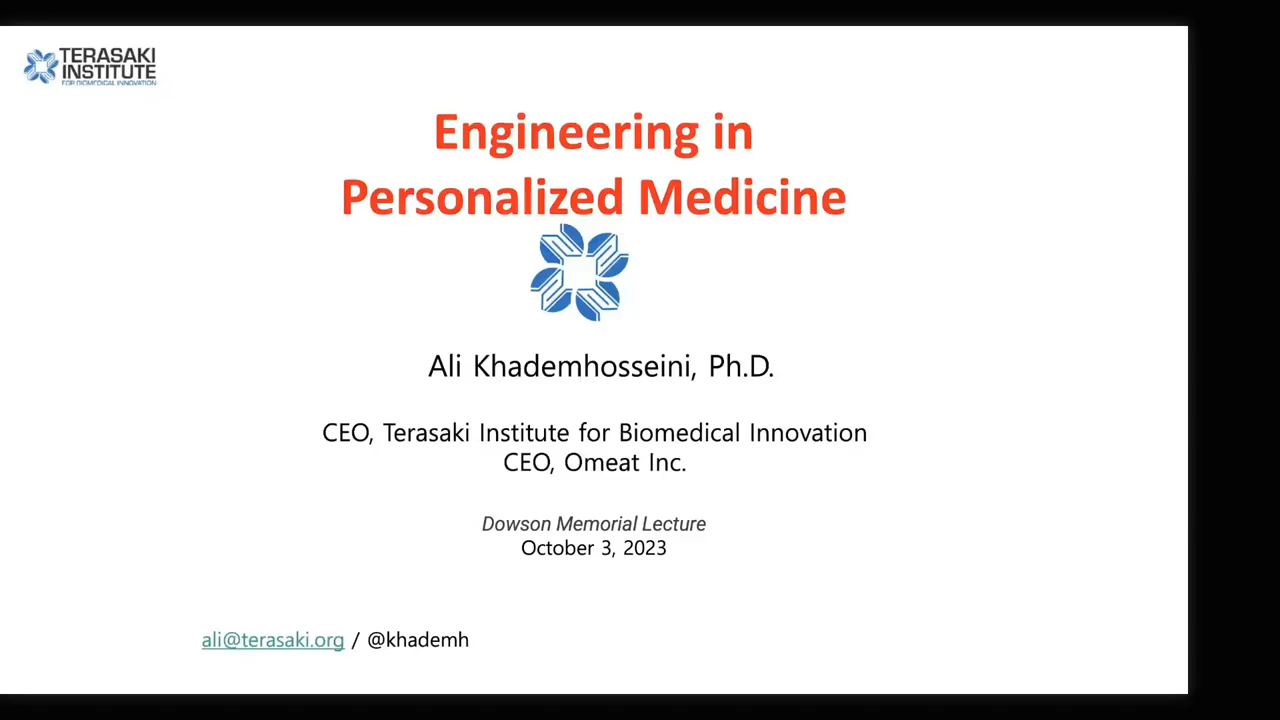 TERASAKI
INSTITUTE
FOR BIOMEDICAL INNOVATION
Engineering in
Personalized Medicine
Ali Khademhosseini, Ph.D.
CEO, Terasaki Institute for Biomedical Innovation
CEO, Omeat Inc.
Dowson Memorial Lecture
October 3, 2023
ali@terasaki.org / @khademh